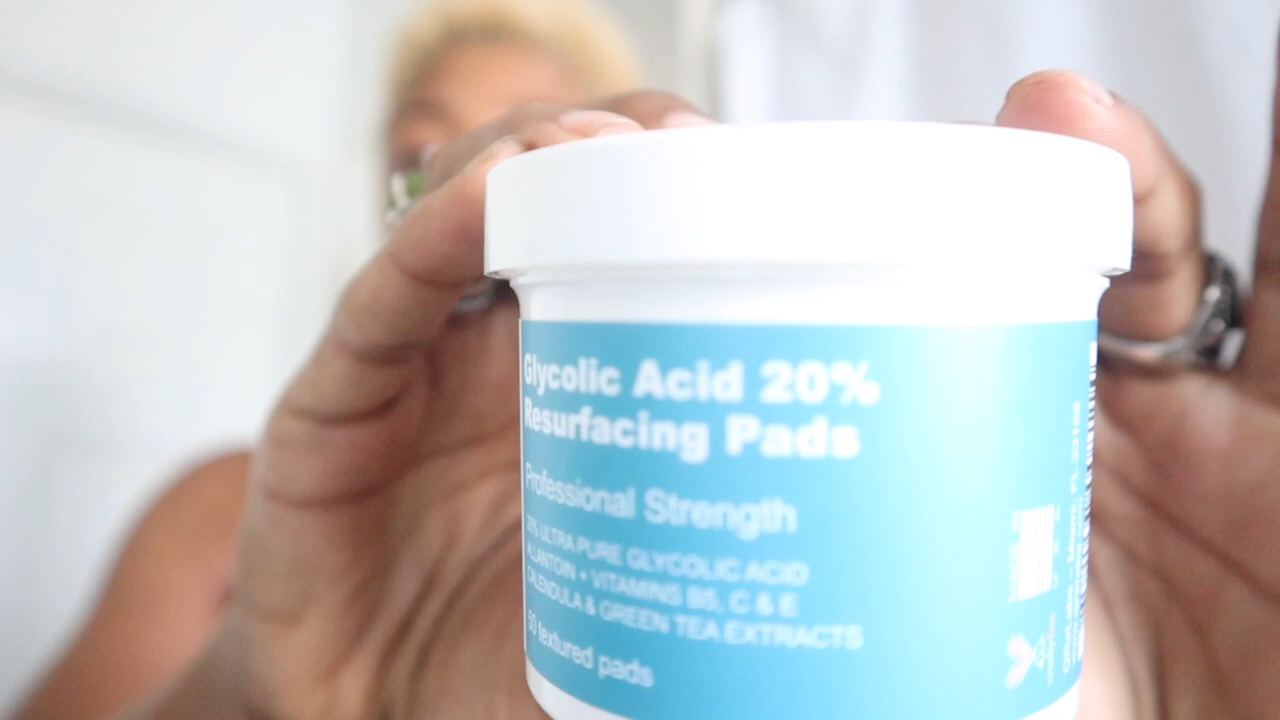 Glycolic Acid 20%
Resurfacing Pads
Professional Strength
20% ULTRA PURE GLYCOLIC ACID
ALLANTOIN + VITAMINS B5, C & E
CALENDULA & GREEN TEA EXTRACTS
50 textured pads